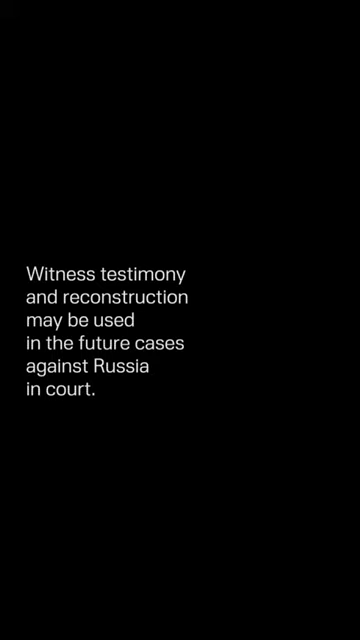 Witness testimony
and reconstruction
may be used
in the future cases
against Russia
in court.